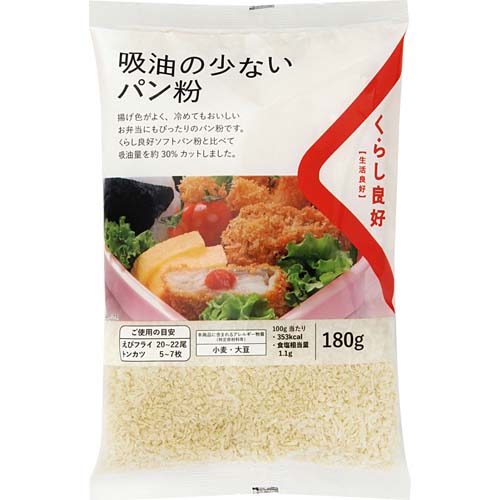 吸油の少ない
パン粉
揚げ色がよく、冷めてもおいしい
お弁当にもぴったりのパン粉です。
くらし良好ソフトパン粉と比べて
吸油量を約30%カットしました。
くらし良好
【生活良好】
ご使用の目安
えびフライ 20~22尾
トンカツ 5~7枚
本商品に含まれるアレルギー物質
(特定原材料等)
小麦・大豆
100g当たり
・353kcal
・食塩相当量
1.1g
180g